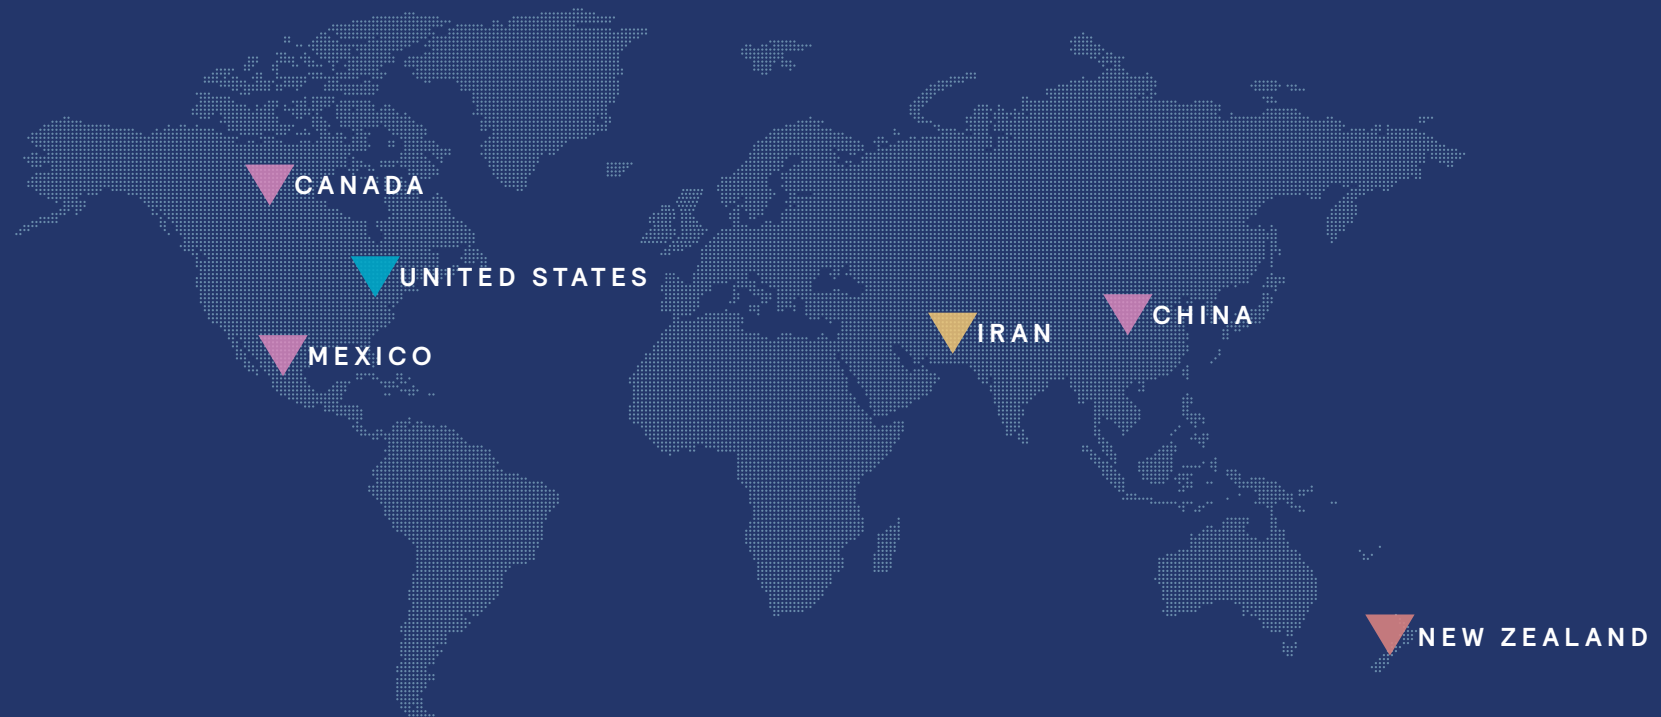 CANADA
UNITED STATES
MEXICO
IRAN
CHINA
NEW ZEALAND